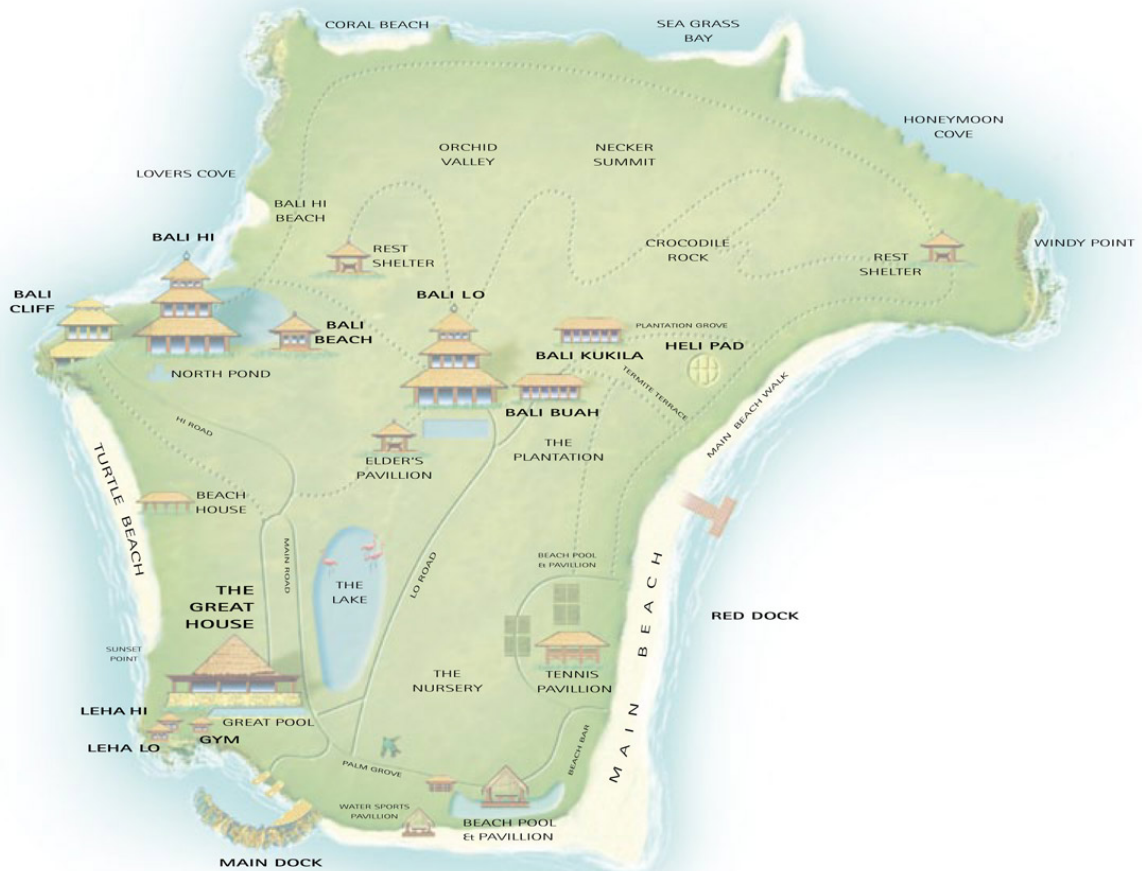 CORAL BEACH
SEA GRASS
BAY
HONEYMOON
COVE
ORCHID
VALLEY
NECKER
SUMMIT
LOVERS COVE
BALI HI
BEACH
BALI HI
REST
SHELTER
CROCODILE
ROCK
REST
SHELTER
WINDY POINT
BALI
CLIFF
BALI LO
BALI
BEACH
PLANTATION GROVE
BALI KUKILA
HELI PAD
NORTH POND
TERMITE TERRACE
BALI BUAH
MAIN BEACH WALK
HI ROAD
THE
PLANTATION
ELDER'S
PAVILLION
TURTLE BEACH
BEACH
HOUSE
MAIN ROAD
LO ROAD
BEACH POOL
Et PAVILLION
THE
LAKE
THE
GREAT
HOUSE
MAIN BEACH
RED DOCK
SUNSET
POINT
THE
NURSERY
TENNIS
PAVILLION
LEHA HI
GREAT POOL
GYM
LEHA LO
PALM GROVE
BEACH BAR
WATER SPORTS
PAVILLION
BEACH POOL
Et PAVILLION
MAIN DOCK